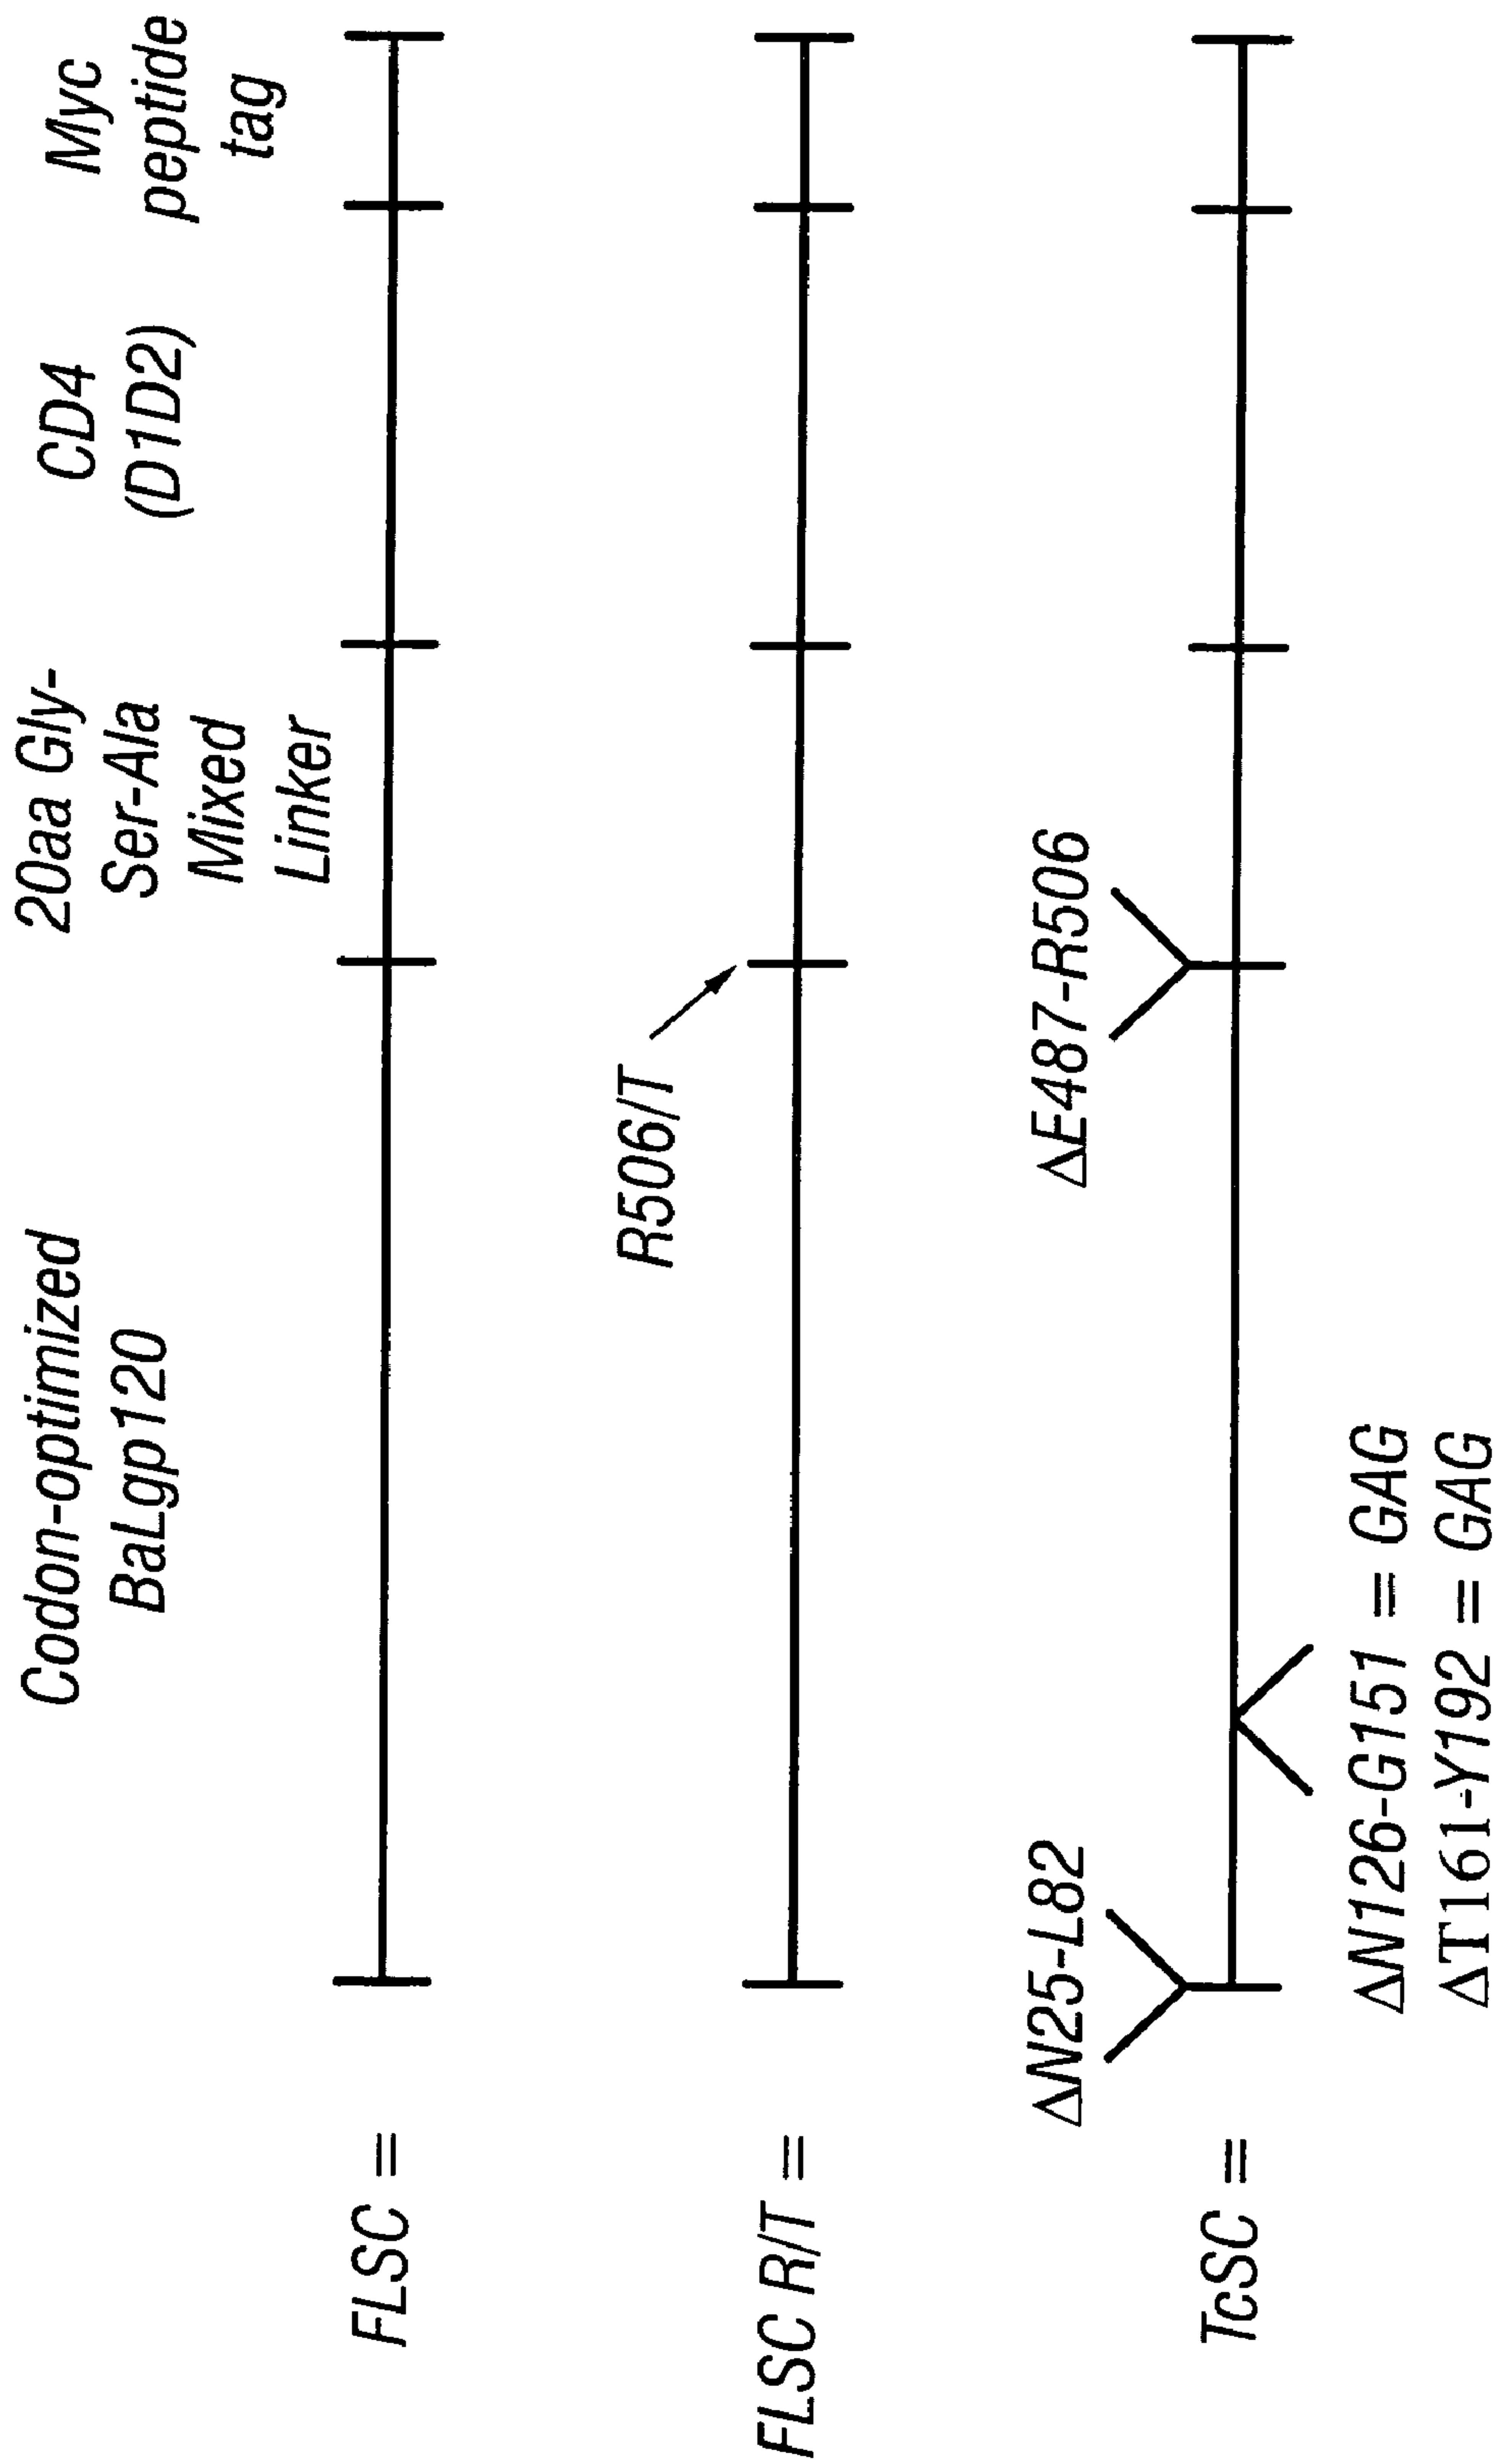 Codon-optimized
BaLgp120
20aa Gly-
Ser-Ala
Mixed
Linker
CD4
(D1D2)
Myc
peptide
tag
FLSC =
R506/T
FLSC R/T =
ΔN25-L82
ΔE487-R506
TcSC =
ΔN126-G151 = GAG
ΔT161-Y192 = GAG